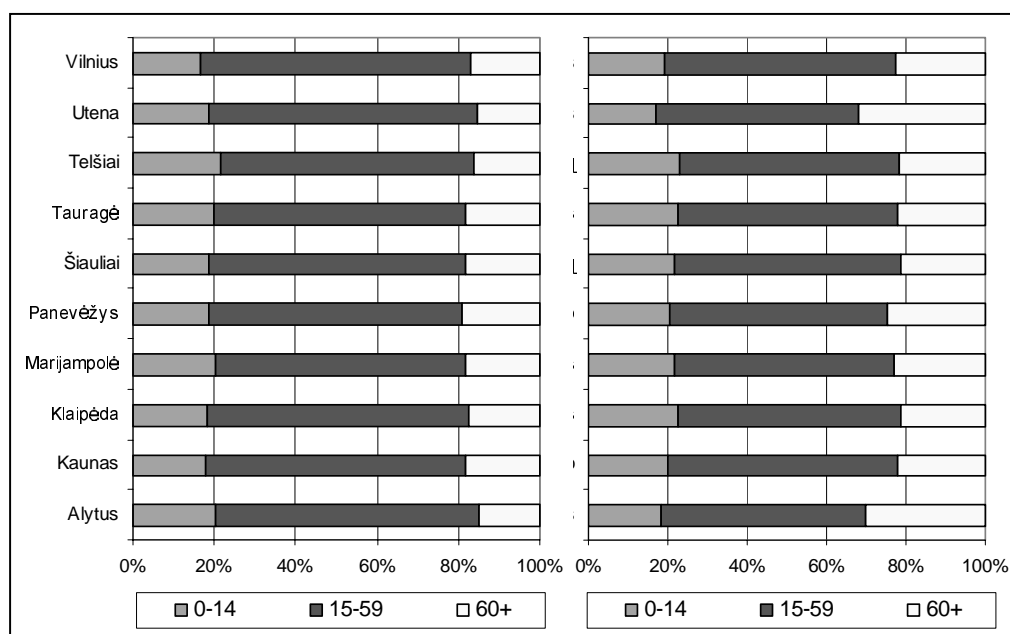 Vilnius
Utena
Telšiai
Tauragė
Šiauliai
Panevėžys
Marijampolė
Klaipėda
Kaunas
Alytus
0% 20% 40% 60% 80% 100%
0% 20% 40% 60% 80% 100%
0-14 15-59 60+
0-14 15-59 60+